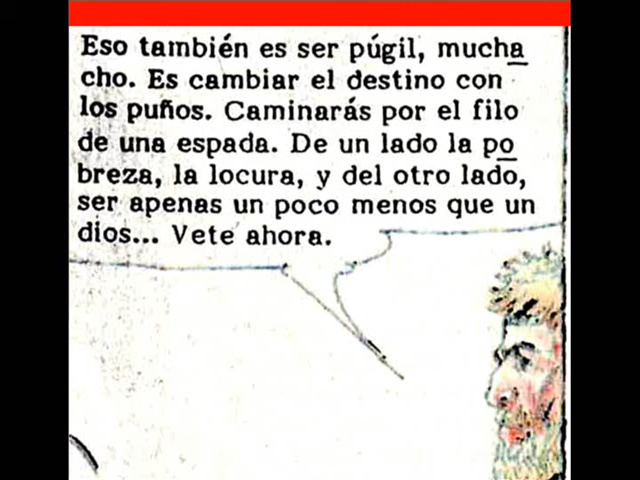 Eso también es ser púgil, mucha
cho. Es cambiar el destino con
los puños. Caminarás por el filo
de una espada. De un lado la po
breza, la locura, y del otro lado,
ser apenas un poco menos que un
dios... Vete ahora.